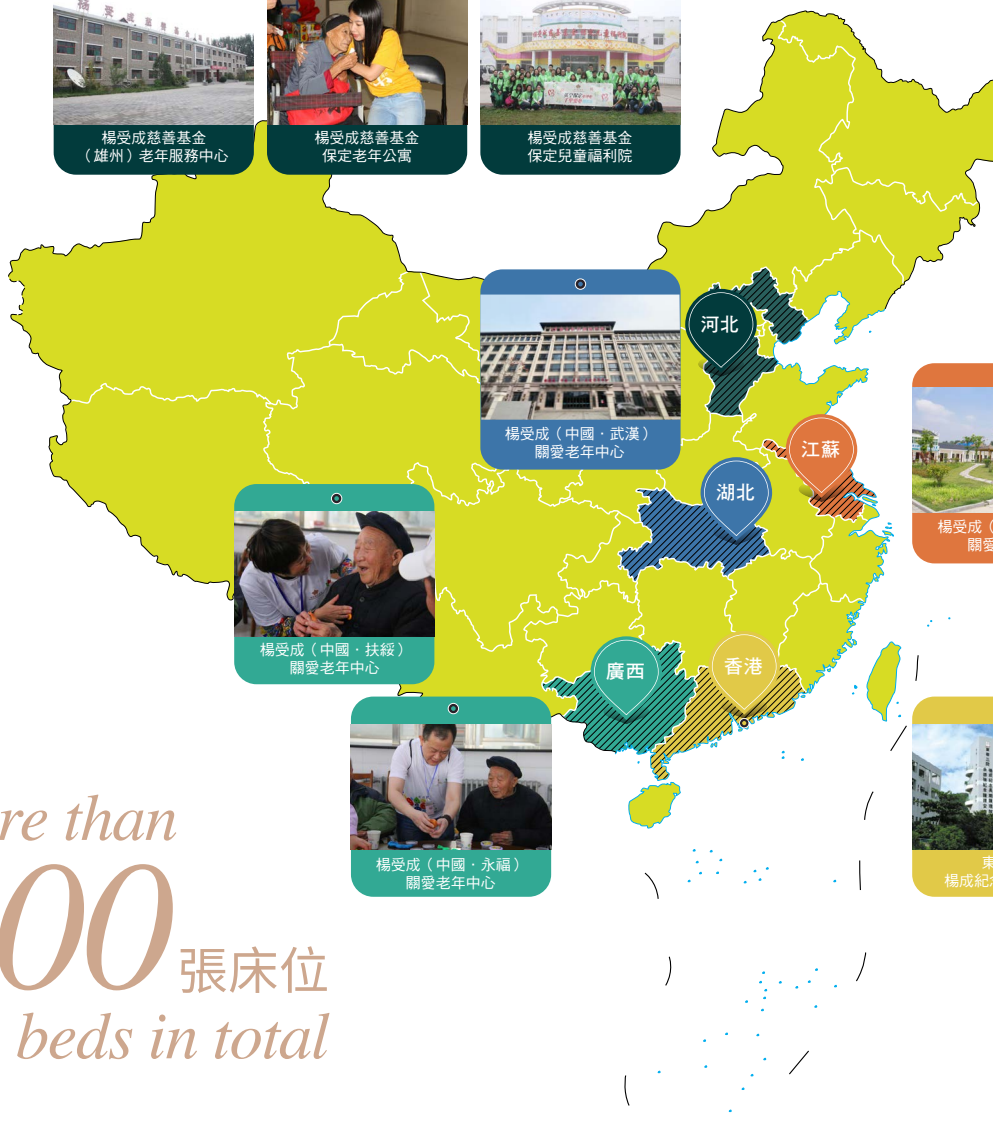 楊受成慈善基金
（雄州）老年服務中心
楊受成慈善基金
保定老年公寓
楊受成慈善基金
保定兒童福利院
河北
楊受成（中國．武漢）
關愛老年中心
江蘇
湖北
楊受成（
關愛
楊受成（中國．扶綏）
關愛老年中心
廣西
香港
楊受成（中國．永福）
關愛老年中心
東
楊成紀
re than
00張床位
beds in total